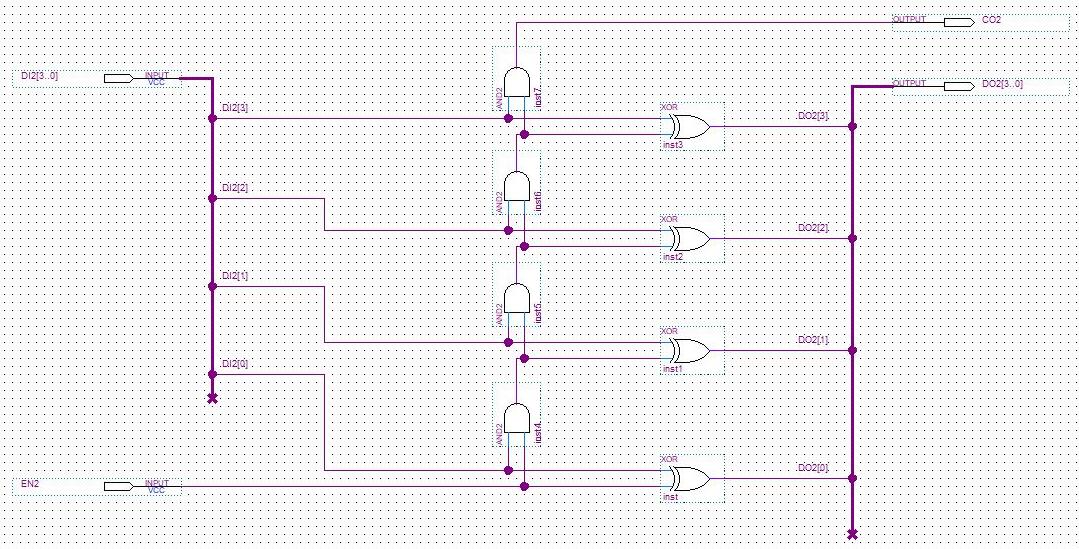 OUTPUT CO2
DI2[3..0] INPUT
VCC
OUTPUT DO2[3..0]
AND2 inst7
DI2[3]
XOR
DO2[3]
inst3
AND2 inst6
DI2[2]
XOR
DO2[2]
inst2
DI2[1]
AND2 inst5
XOR
DO2[1]
inst1
DI2[0]
AND2 inst4
XOR
DO2[0]
EN2 INPUT
VCC
inst